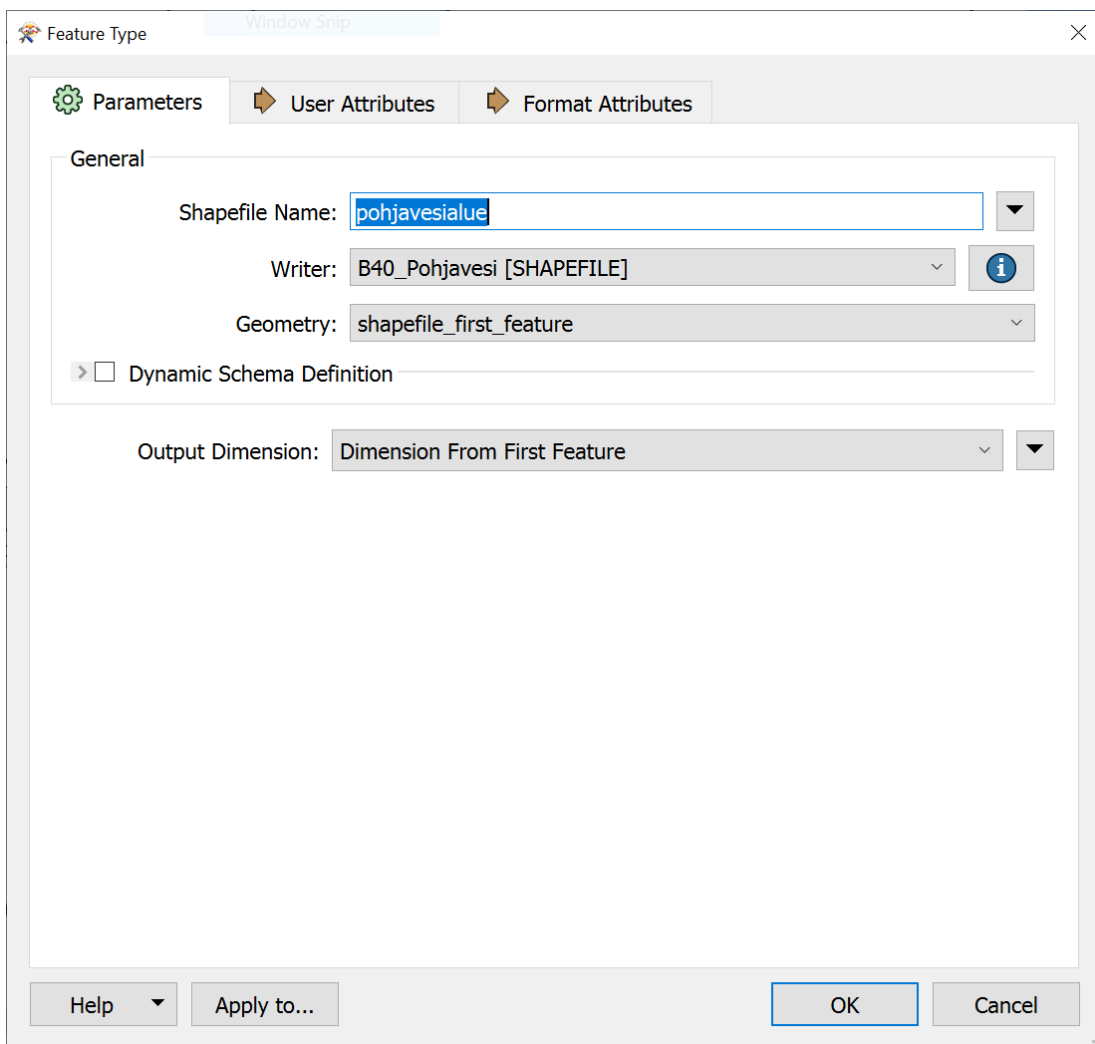 Window Snip
Feature Type
Parameters
User Attributes
Format Attributes
General
Shapefile Name: pohjavesialue
Writer: B40_Pohjavesi [SHAPEFILE]
Geometry: shapefile_first_feature
Dynamic Schema Definition
Output Dimension: Dimension From First Feature
Help Apply to... OK Cancel